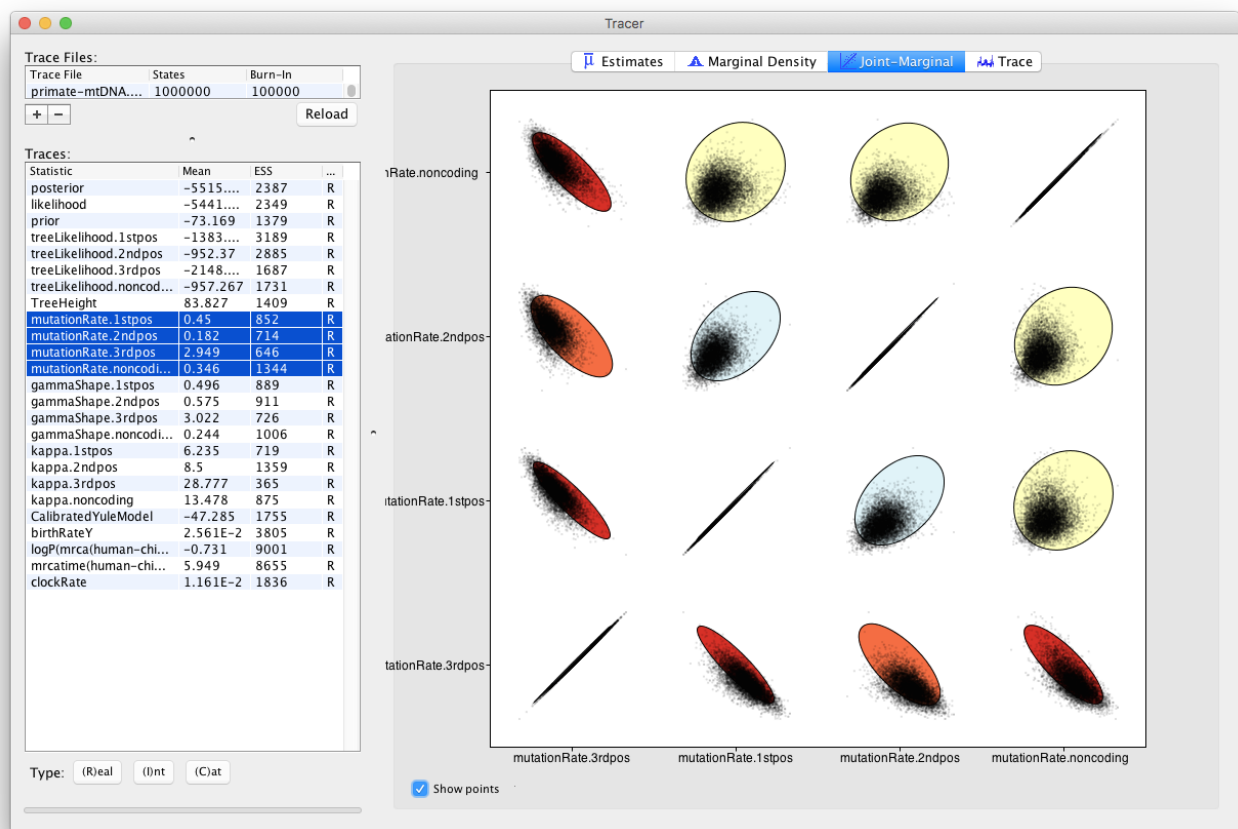 Tracer
Trace Files:
Trace File States Burn-In
primate-mtDNA.... 1000000 100000
+ − Reload
Traces:
Statistic Mean ESS ...
posterior -5515.... 2387 R
likelihood -5441.... 2349 R
prior -73.169 1379 R
treeLikelihood.1stpos -1383.... 3189 R
treeLikelihood.2ndpos -952.37 2885 R
treeLikelihood.3rdpos -2148.... 1687 R
treeLikelihood.noncod... -957.267 1731 R
TreeHeight 83.827 1409 R
mutationRate.1stpos 0.45 852 R
mutationRate.2ndpos 0.182 714 R
mutationRate.3rdpos 2.949 646 R
mutationRate.noncodi... 0.346 1344 R
gammaShape.1stpos 0.496 889 R
gammaShape.2ndpos 0.575 911 R
gammaShape.3rdpos 3.022 726 R
gammaShape.noncodi... 0.244 1006 R
kappa.1stpos 6.235 719 R
kappa.2ndpos 8.5 1359 R
kappa.3rdpos 28.777 365 R
kappa.noncoding 13.478 875 R
CalibratedYuleModel -47.285 1755 R
birthRateY 2.561E-2 3805 R
logP(mrca(human-chi... -0.731 9001 R
mrcatime(human-chi... 5.949 8655 R
clockRate 1.161E-2 1836 R
Type: (R)eal (I)nt (C)at
Estimates Marginal Density Joint-Marginal Trace
nRate.noncoding
ationRate.2ndpos
utationRate.1stpos
utationRate.3rdpos
mutationRate.3rdpos mutationRate.1stpos mutationRate.2ndpos mutationRate.noncoding
Show points